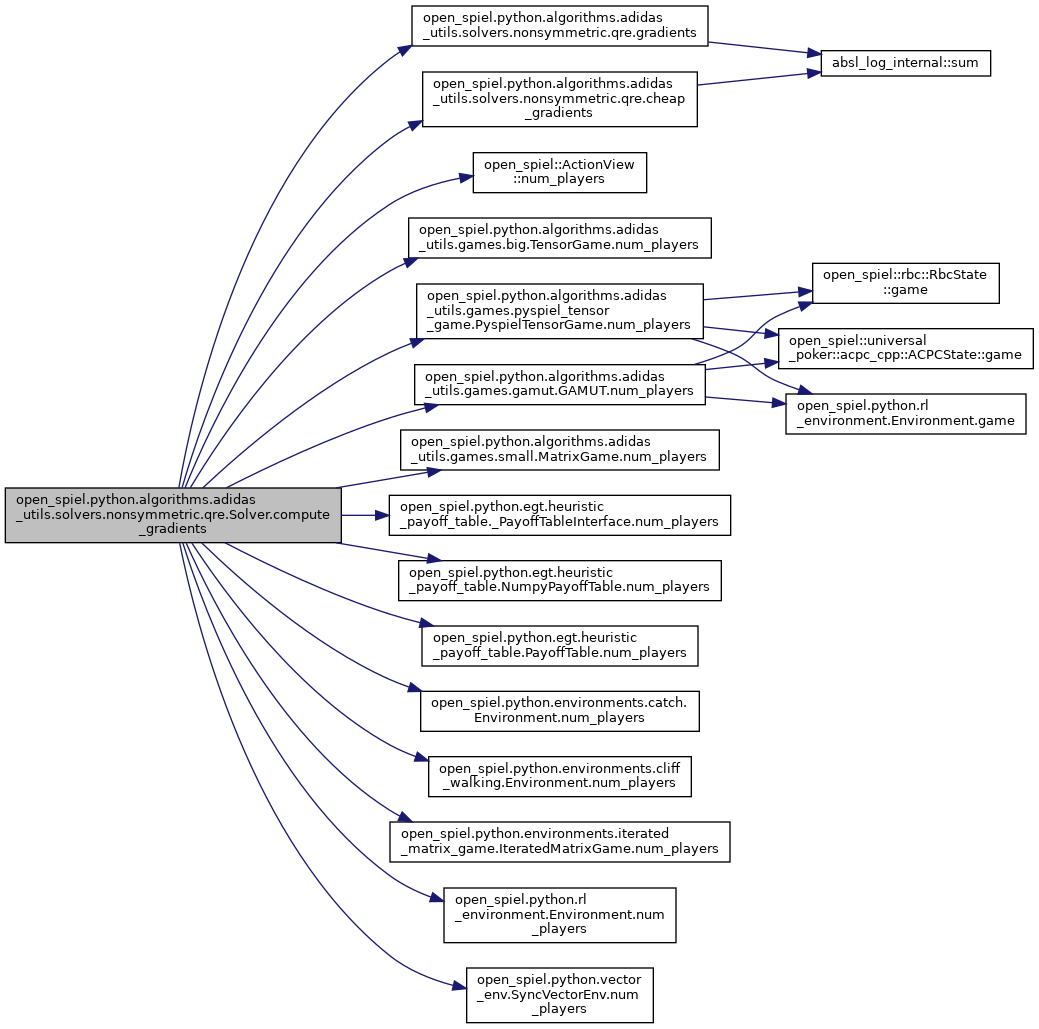 open_spiel.python.algorithms.adidas
_utils.solvers.nonsymmetric.qre.Solver.compute
_gradients
open_spiel.python.algorithms.adidas
_utils.solvers.nonsymmetric.qre.gradients
open_spiel.python.algorithms.adidas
_utils.solvers.nonsymmetric.qre.cheap
_gradients
open_spiel::ActionView
::num_players
open_spiel.python.algorithms.adidas
_utils.games.big.TensorGame.num_players
open_spiel.python.algorithms.adidas
_utils.games.pyspiel_tensor
_game.PyspielTensorGame.num_players
open_spiel.python.algorithms.adidas
_utils.games.gamut.GAMUT.num_players
open_spiel.python.algorithms.adidas
_utils.games.small.MatrixGame.num_players
open_spiel.python.egt.heuristic
_payoff_table._PayoffTableInterface.num_players
open_spiel.python.egt.heuristic
_payoff_table.NumpyPayoffTable.num_players
open_spiel.python.egt.heuristic
_payoff_table.PayoffTable.num_players
open_spiel.python.environments.catch.
Environment.num_players
open_spiel.python.environments.cliff
_walking.Environment.num_players
open_spiel.python.environments.iterated
_matrix_game.IteratedMatrixGame.num_players
open_spiel.python.rl
_environment.Environment.num
_players
open_spiel.python.vector
_env.SyncVectorEnv.num
_players
absl_log_internal::sum
open_spiel::rbc::RbcState
::game
open_spiel::universal
_poker::acpc_cpp::ACPCState::game
open_spiel.python.rl
_environment.Environment.game